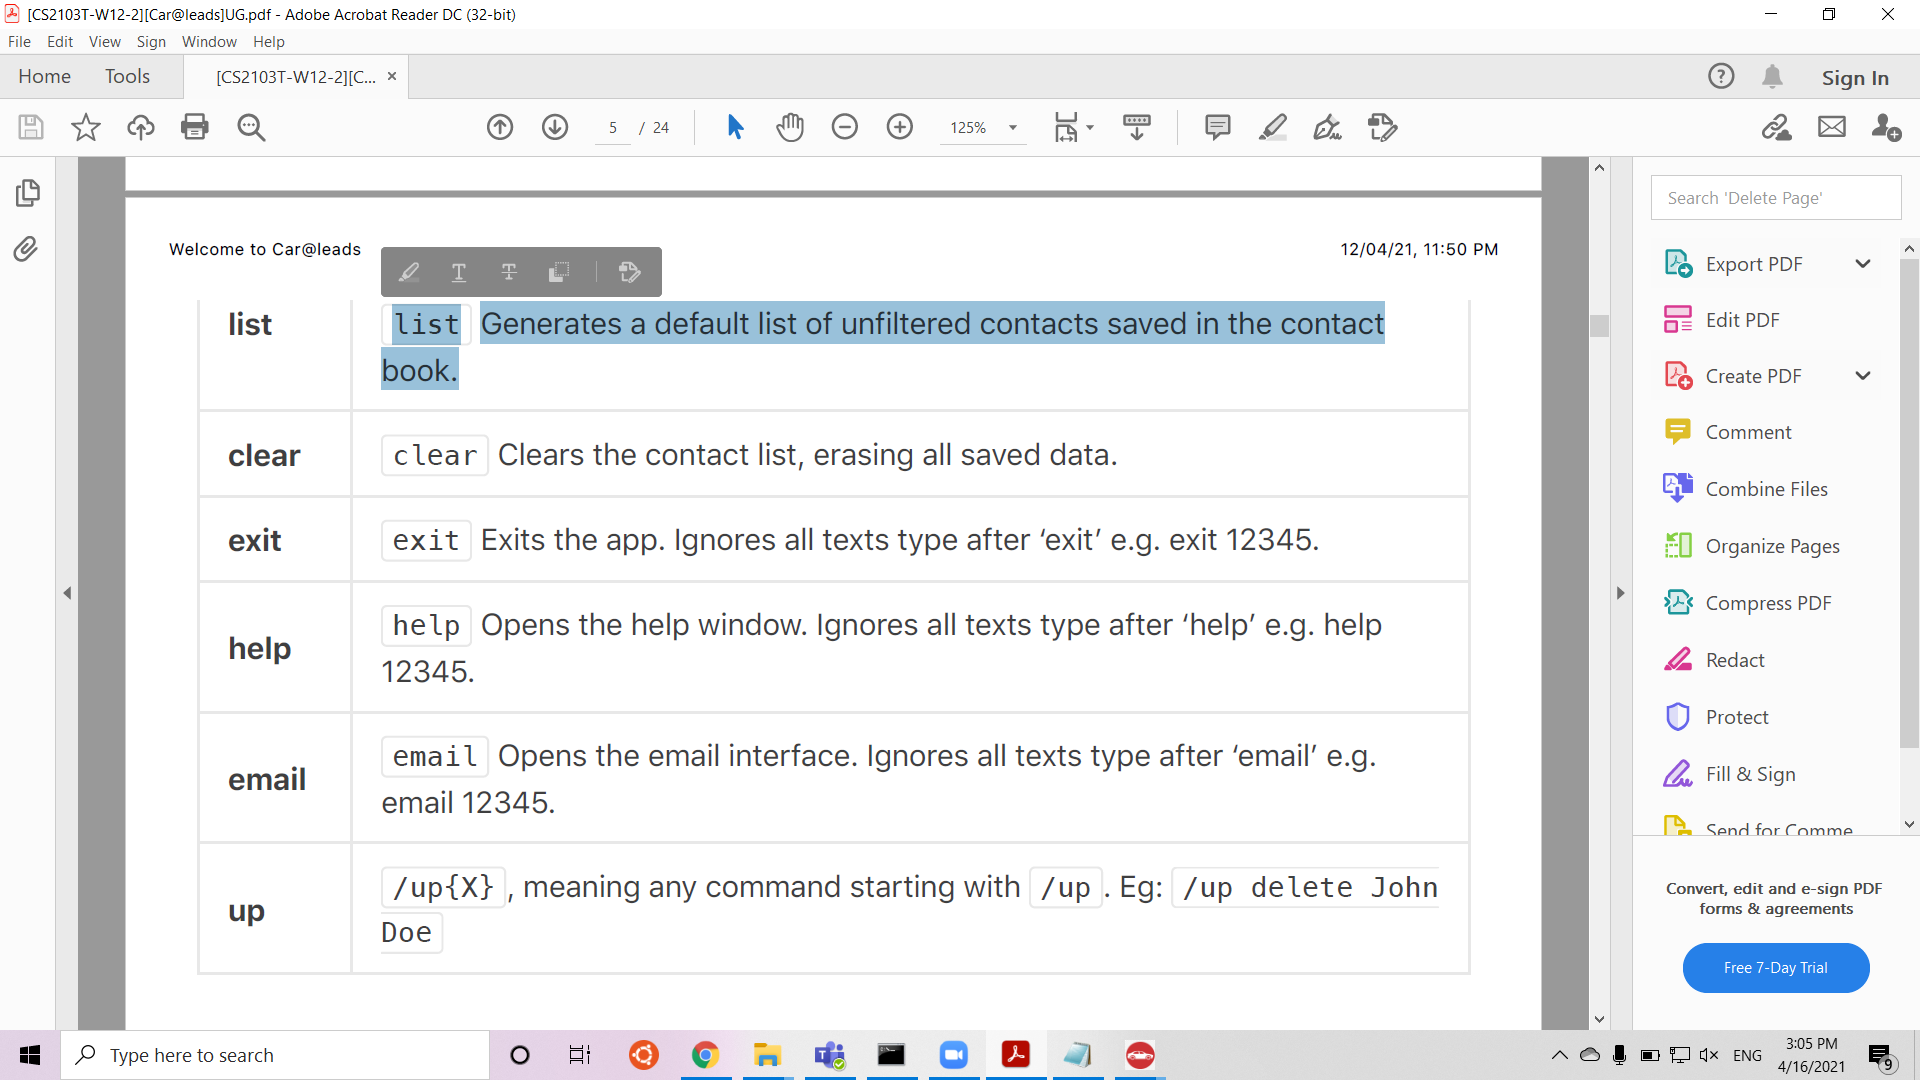 [CS2103T-W12-2][Car@leads]UG.pdf - Adobe Acrobat Reader DC (32-bit)
File Edit View Sign Window Help
Home Tools [CS2103T-W12-2][C... Sign In
5 / 24 125%
Search 'Delete Page'
Welcome to Car@leads 12/04/21, 11:50 PM
list list Generates a default list of unfiltered contacts saved in the contact
book.
clear clear Clears the contact list, erasing all saved data.
exit exit Exits the app. Ignores all texts type after ‘exit’ e.g. exit 12345.
help help Opens the help window. Ignores all texts type after ‘help’ e.g. help
12345.
email email Opens the email interface. Ignores all texts type after ‘email’ e.g.
email 12345.
up /up{X} , meaning any command starting with /up . Eg: /up delete John
Doe
Export PDF
Edit PDF
Create PDF
Comment
Combine Files
Organize Pages
Compress PDF
Redact
Protect
Fill & Sign
Send for Comme
Convert, edit and e-sign PDF
forms & agreements
Free 7-Day Trial
Type here to search
ENG
3:05 PM
4/16/2021
9